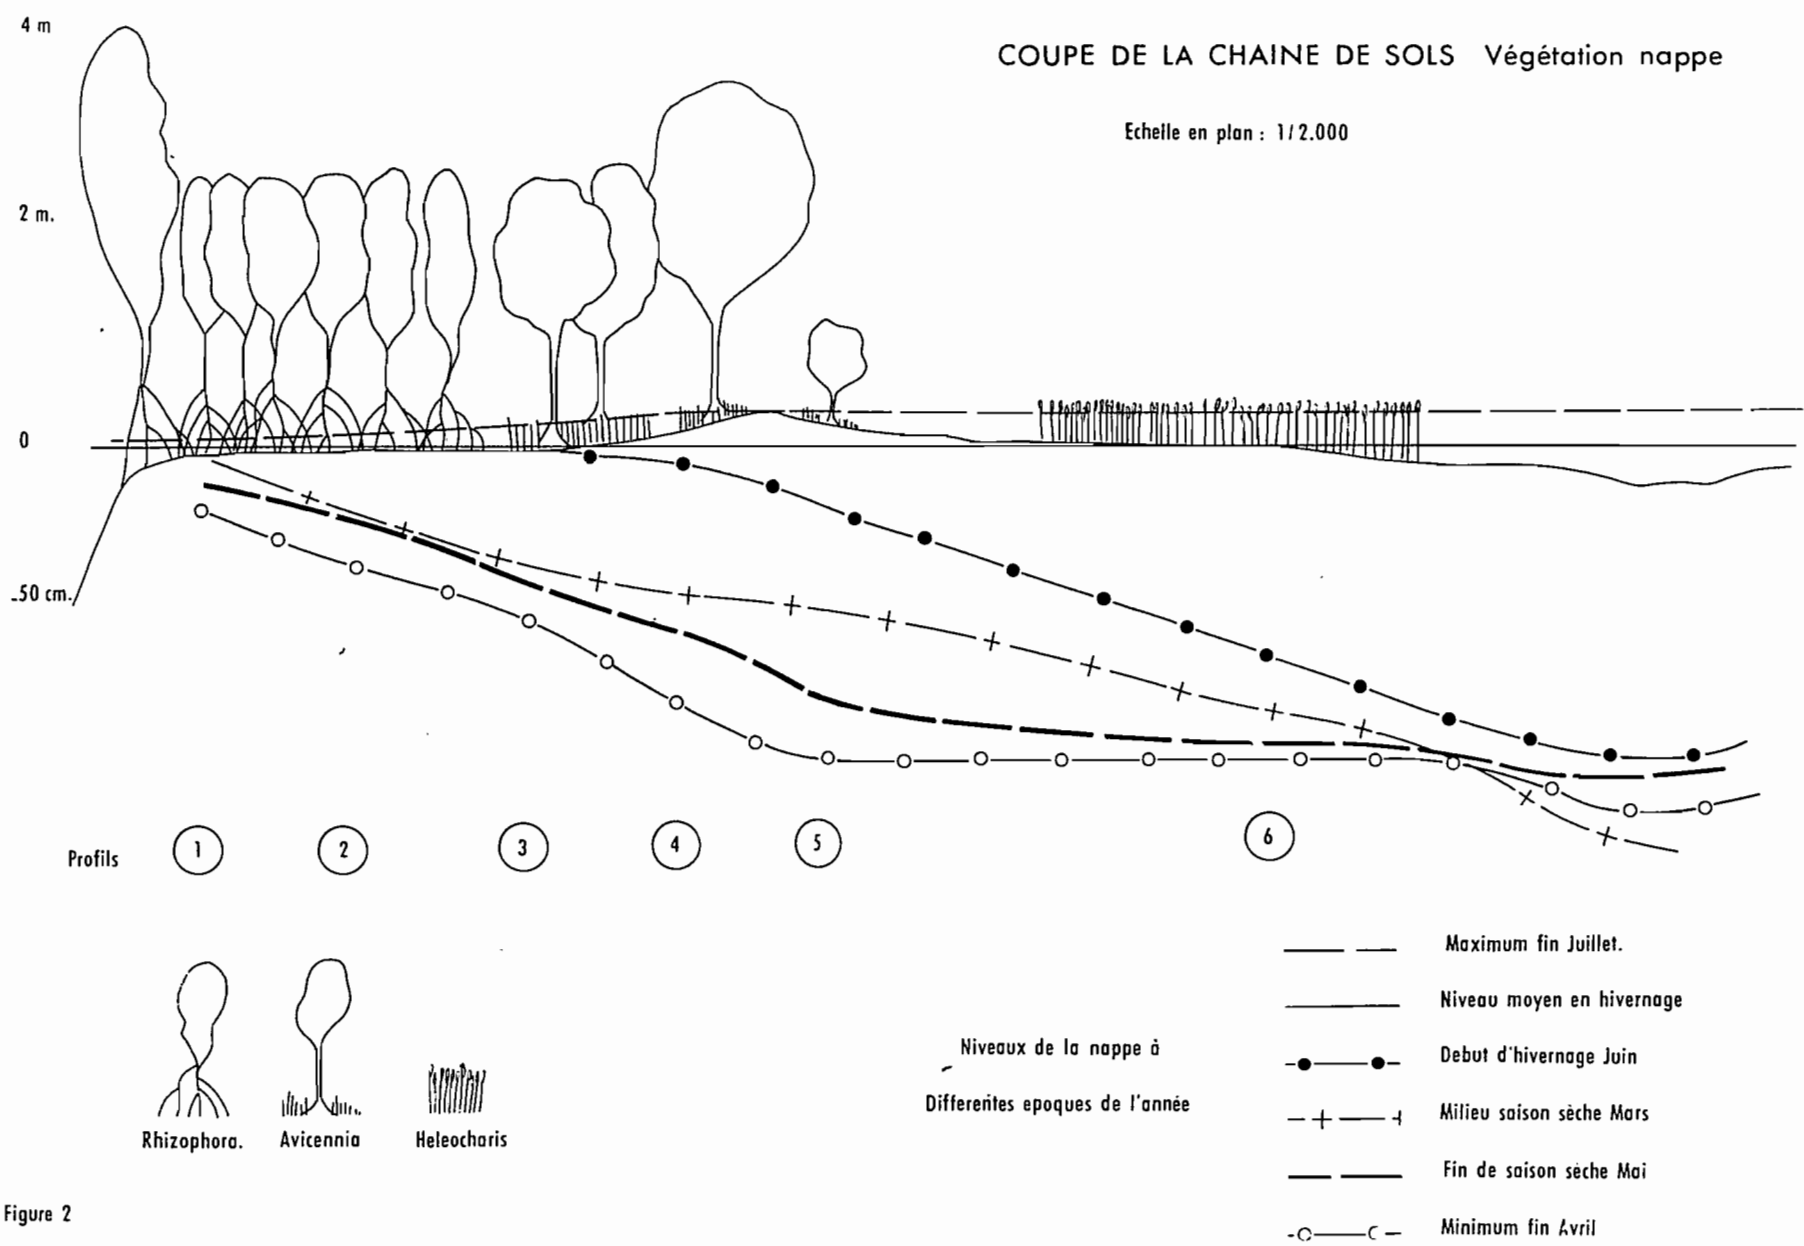 4 m
COUPE DE LA CHAINE DE SOLS Végétation nappe
Echelle en plan : 1/2.000
2 m.
0
-50 cm.
Profils 1 2 3 4 5 6
Rhizophora. Avicennia Heleocharis
Niveaux de la nappe à
Differentes epoques de l'année
Maximum fin Juillet.
Niveau moyen en hivernage
Debut d'hivernage Juin
Milieu saison sèche Mars
Fin de saison sèche Mai
Minimum fin Avril
Figure 2